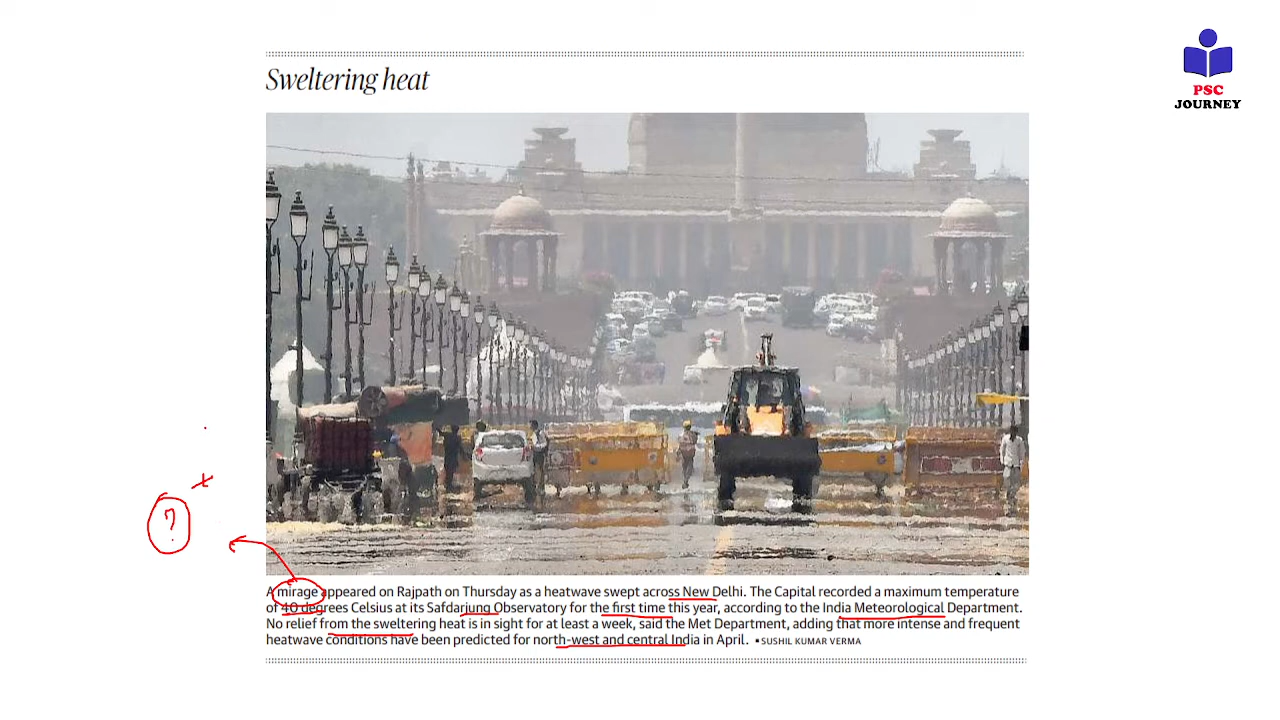 PSC
JOURNEY
Sweltering heat
?
A mirage appeared on Rajpath on Thursday as a heatwave swept across New Delhi. The Capital recorded a maximum temperature
of 40 degrees Celsius at its Safdarjung Observatory for the first time this year, according to the India Meteorological Department.
No relief from the sweltering heat is in sight for at least a week, said the Met Department, adding that more intense and frequent
heatwave conditions have been predicted for north-west and central India in April. • SUSHIL KUMAR VERMA